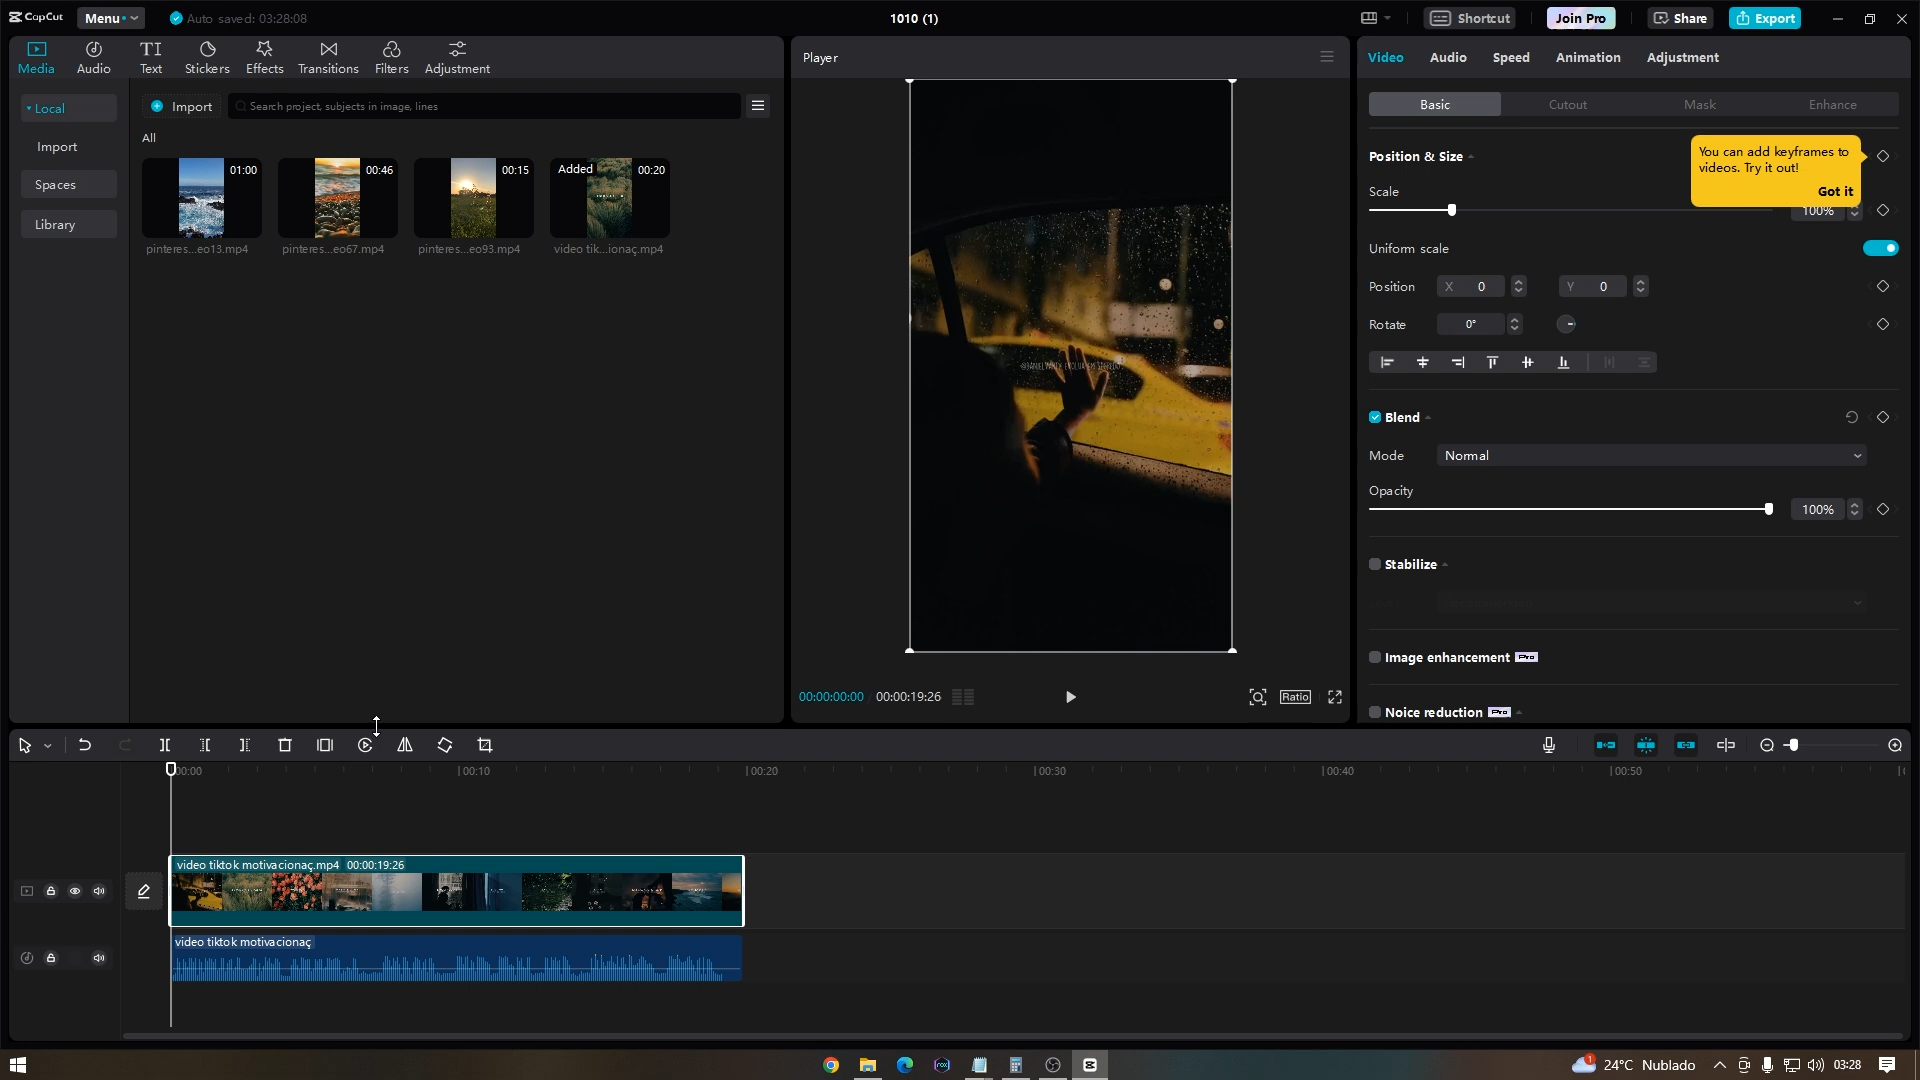 CapCut
Menu
Auto saved: 03:28:08
1010 (1)
Shortcut
Join Pro
Share
Export
Media
Audio
TI
Text
Stickers
Effects
Transitions
Filters
Adjustment
Local
Import
Spaces
Library
Import
Search project, subjects in image, lines
All
01:00
00:46
00:15
Added
00:20
pinteres...eo13.mp4
pinteres...eo67.mp4
pinteres...eo93.mp4
video tik...ionaç.mp4
Player
00:00:00:00
00:00:19:26
Ratio
Video
Audio
Speed
Animation
Adjustment
Basic
Cutout
Mask
Enhance
Position & Size
You can add keyframes to
videos. Try it out!
Got it
Scale
100%
Uniform scale
Position
X 0
Y 0
Rotate
0°
Blend
Mode
Normal
Opacity
100%
Stabilize
Image enhancement Pro
Noice reduction Pro
00:00
00:10
00:20
00:30
00:40
00:50
video tiktok motivacionaç.mp4 00:00:19:26
video tiktok motivacionaç
1
24°C Nublado
03:28